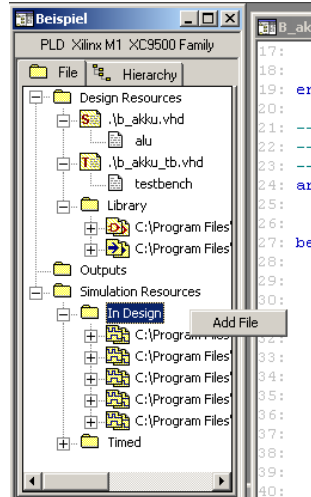 Beispiel
PLD Xilinx M1 XC9500 Family
File Hierarchy
Design Resources
.\b_akku.vhd
alu
.\b_akku_tb.vhd
testbench
Library
C:\Program Files'
C:\Program Files'
Outputs
Simulation Resources
In Design
Add File
C:\Program Files'
C:\Program Files'
C:\Program Files'
C:\Program Files'
Timed
B_ak
17:
18:
19: er
20:
21: --
22: --
23: --
24: ar
25:
26:
27: be
28:
29:
30:
32:
33:
34:
35:
36:
37:
38:
39:
40: